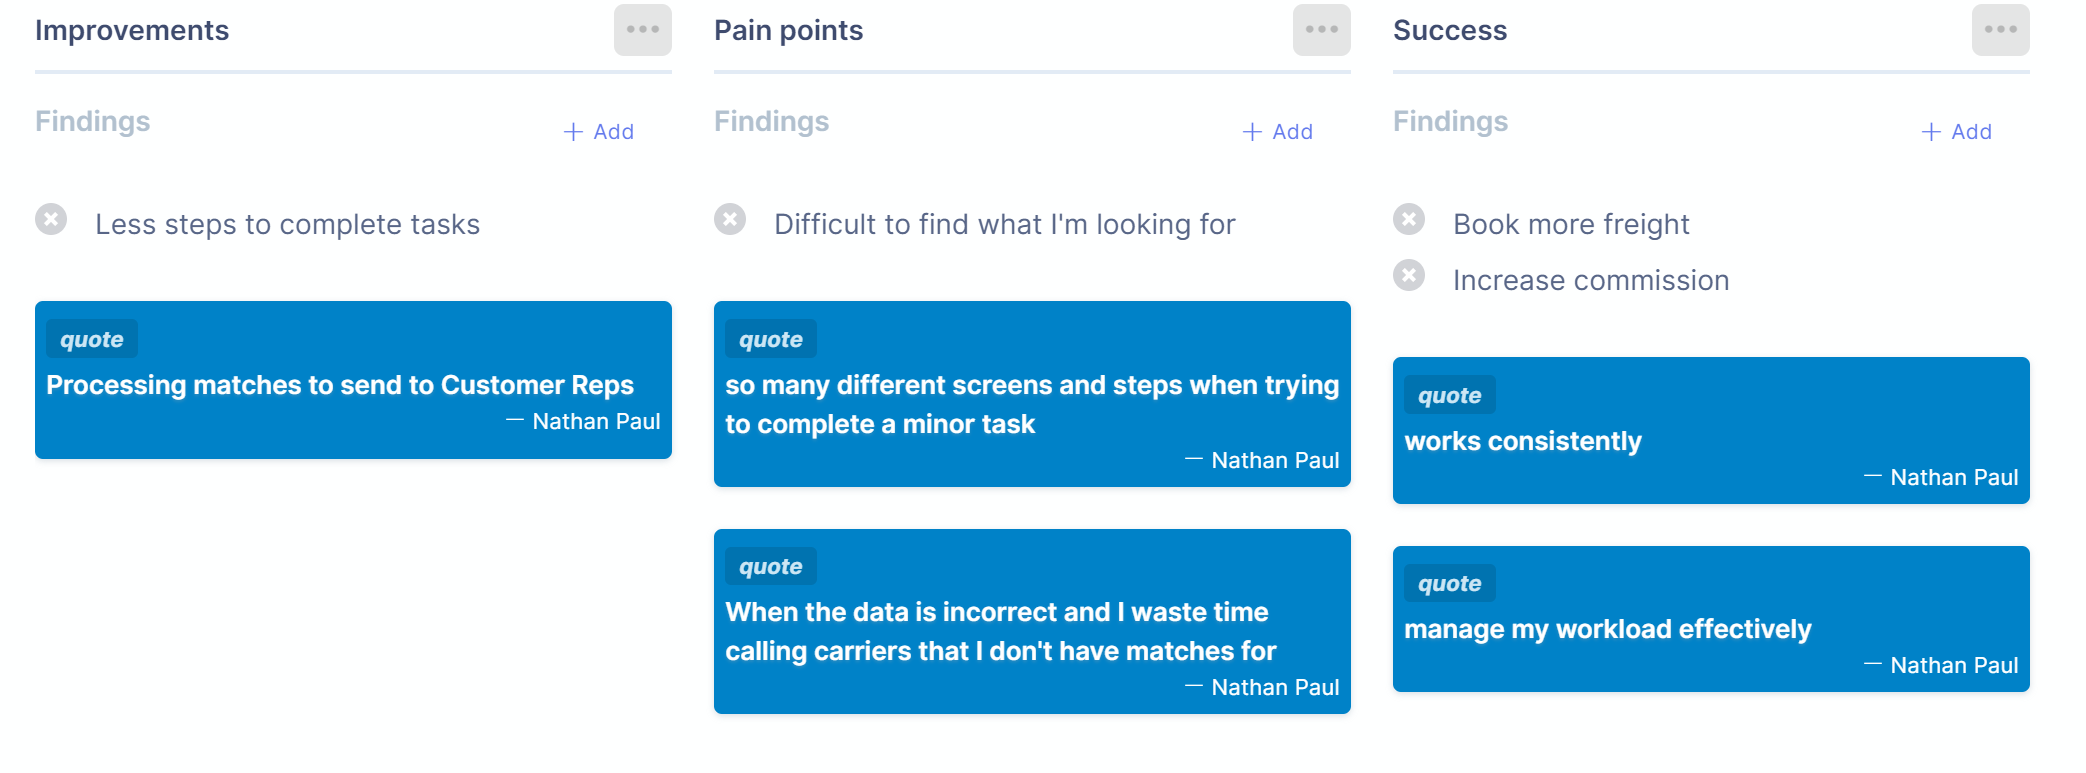 Improvements
Findings
+ Add
Less steps to complete tasks
quote
Processing matches to send to Customer Reps
— Nathan Paul
Pain points
Findings
+ Add
Difficult to find what I'm looking for
quote
so many different screens and steps when trying
to complete a minor task
— Nathan Paul
quote
When the data is incorrect and I waste time
calling carriers that I don't have matches for
— Nathan Paul
Success
Findings
+ Add
Book more freight
Increase commission
quote
works consistently
— Nathan Paul
quote
manage my workload effectively
— Nathan Paul